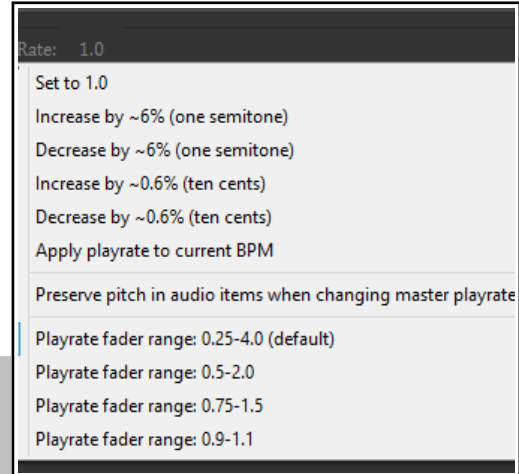 Rate: 1.0
Set to 1.0
Increase by ~6% (one semitone)
Decrease by ~6% (one semitone)
Increase by ~0.6% (ten cents)
Decrease by ~0.6% (ten cents)
Apply playrate to current BPM
Preserve pitch in audio items when changing master playrate
Playrate fader range: 0.25-4.0 (default)
Playrate fader range: 0.5-2.0
Playrate fader range: 0.75-1.5
Playrate fader range: 0.9-1.1